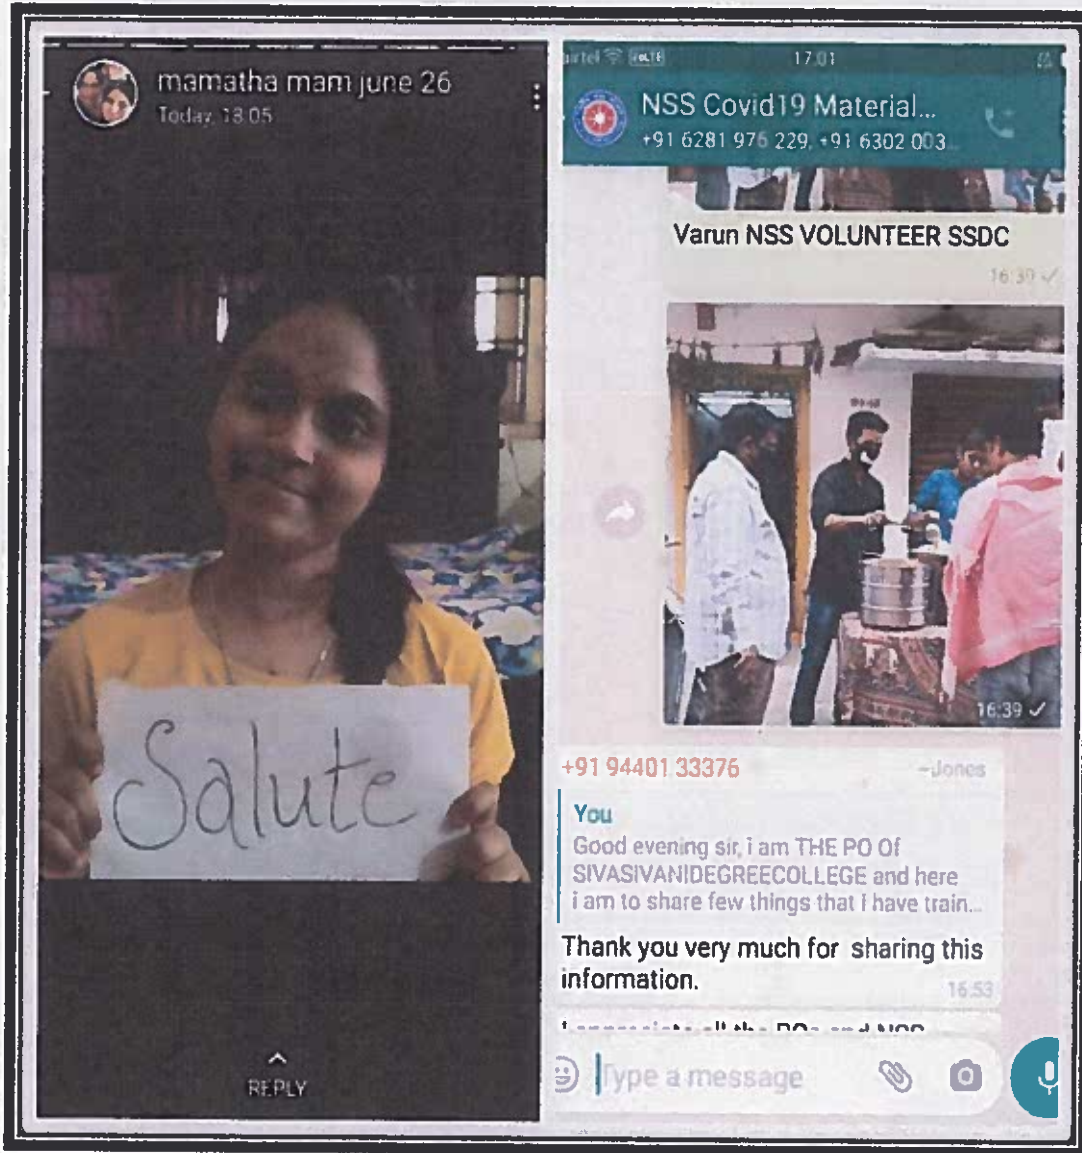 mamatha mam june 26
Today, 18:05
Salute
REPLY
airtel VoLTE 17:01
NSS Covid19 Material...
+91 6281 976 229, +91 6302 003...
Varun NSS VOLUNTEER SSDC
16:39
16:39
+91 94401 33376 ~Jones
You
Good evening sir, i am THE PO Of
SIVASIVANIDEGREECOLLEGE and here
i am to share few things that i have train...
Thank you very much for sharing this
information.
16:53
Type a message